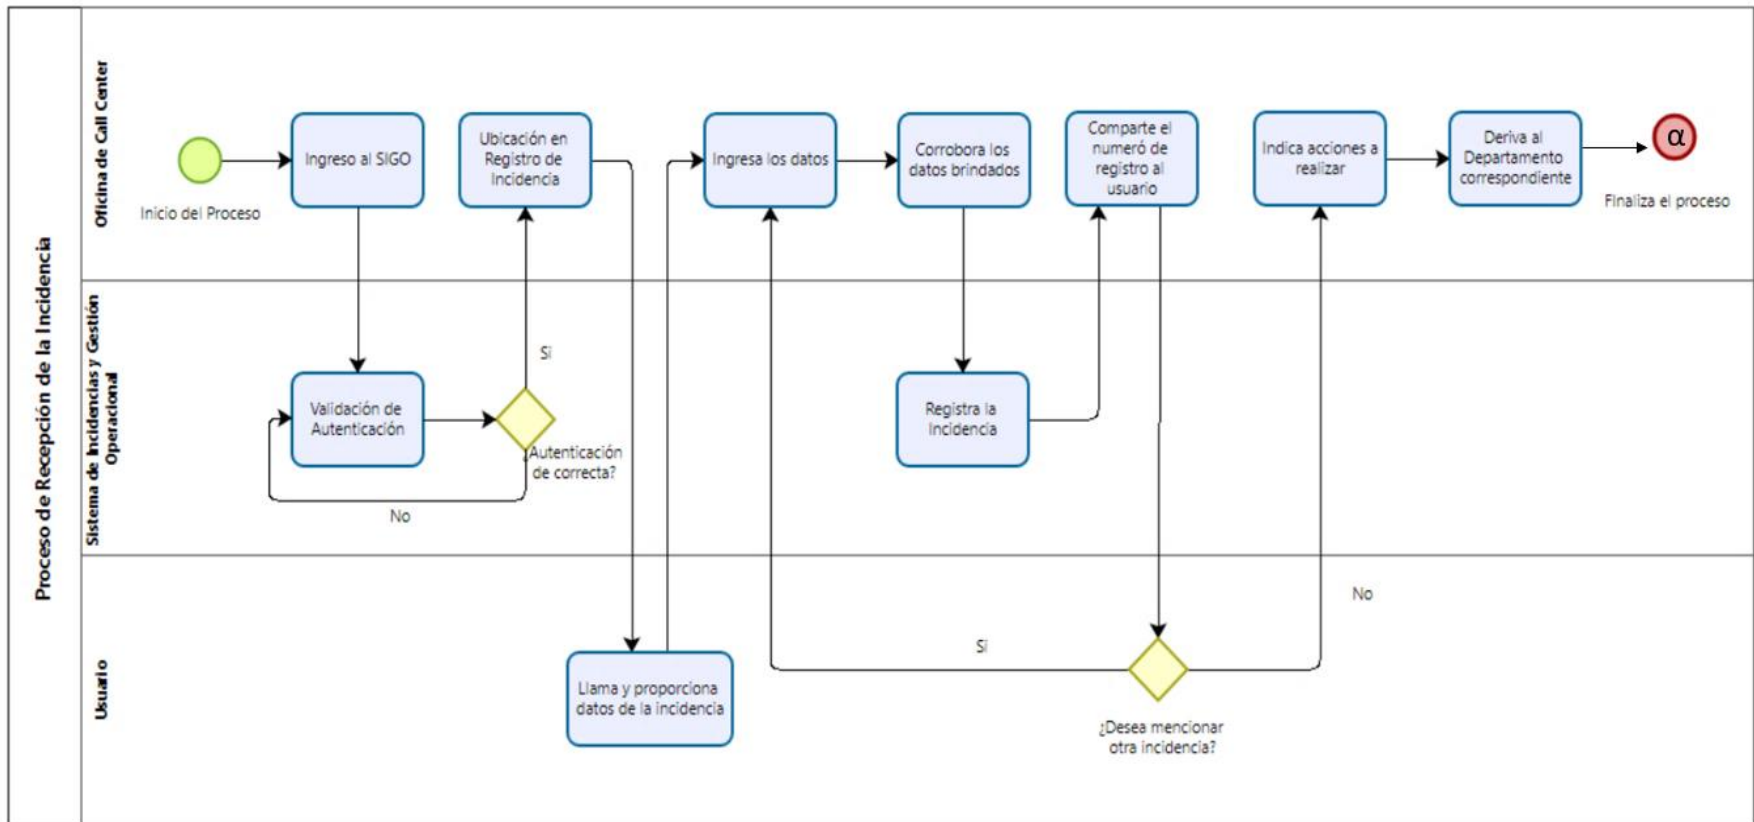 Proceso de Recepción de la Incidencia
Oficina de Call Center
Inicio del Proceso
Ingreso al SIGO
Ubicación en
Registro de
Incidencia
Ingresa los datos
Corrobora los
datos brindados
Comparte el
numeró de
registro al
usuario
Indica acciones a
realizar
Deriva al
Departamento
correspondiente
α
Finaliza el proceso
Sistema de Incidencias y Gestión
Operacional
Validación de
Autenticación
Si
¿Autenticación
de correcta?
No
Registra la
Incidencia
Usuario
Llama y proporciona
datos de la incidencia
Si
¿Desea mencionar
otra incidencia?
No